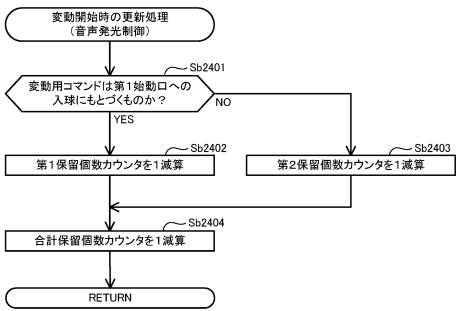 変動開始時の更新処理
(音声発光制御)
Sb2401
変動用コマンドは第1始動口への
入球にもとづくものか?
NO
YES
Sb2402
第1保留個数カウンタを1減算
Sb2403
第2保留個数カウンタを1減算
Sb2404
合計保留個数カウンタを1減算
RETURN